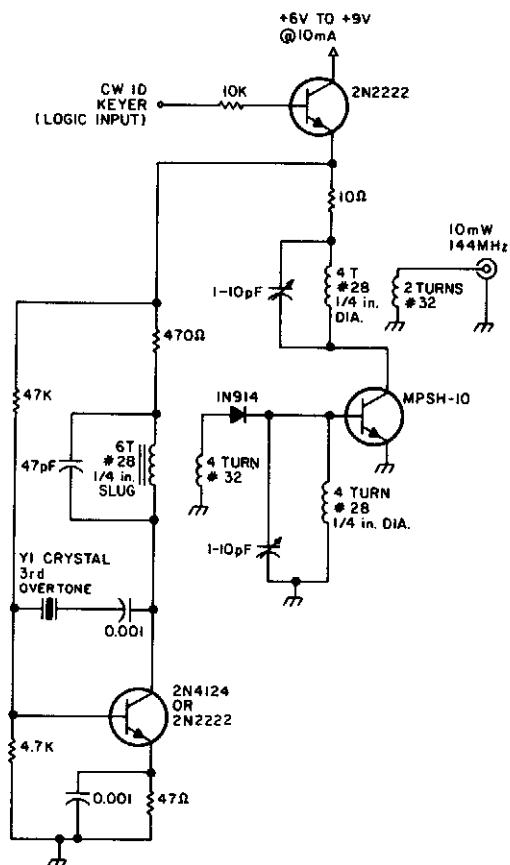 +6V TO +9V
@10mA
2N2222
CW ID
KEYER
(LOGIC INPUT)
10K
10Ω
10mW
144MHz
1-10pF
4 T
#28
1/4 in.
DIA.
2 TURNS
#32
470Ω
47K
1N914
MPSH-10
47pF
6T
#28
1/4 in.
SLUG
4 TURN
#32
4 TURN
#28
1/4 in. DIA.
1-10pF
Y1 CRYSTAL
3rd
OVERTONE
0.001
2N4124
OR
2N2222
4.7K
0.001
47Ω